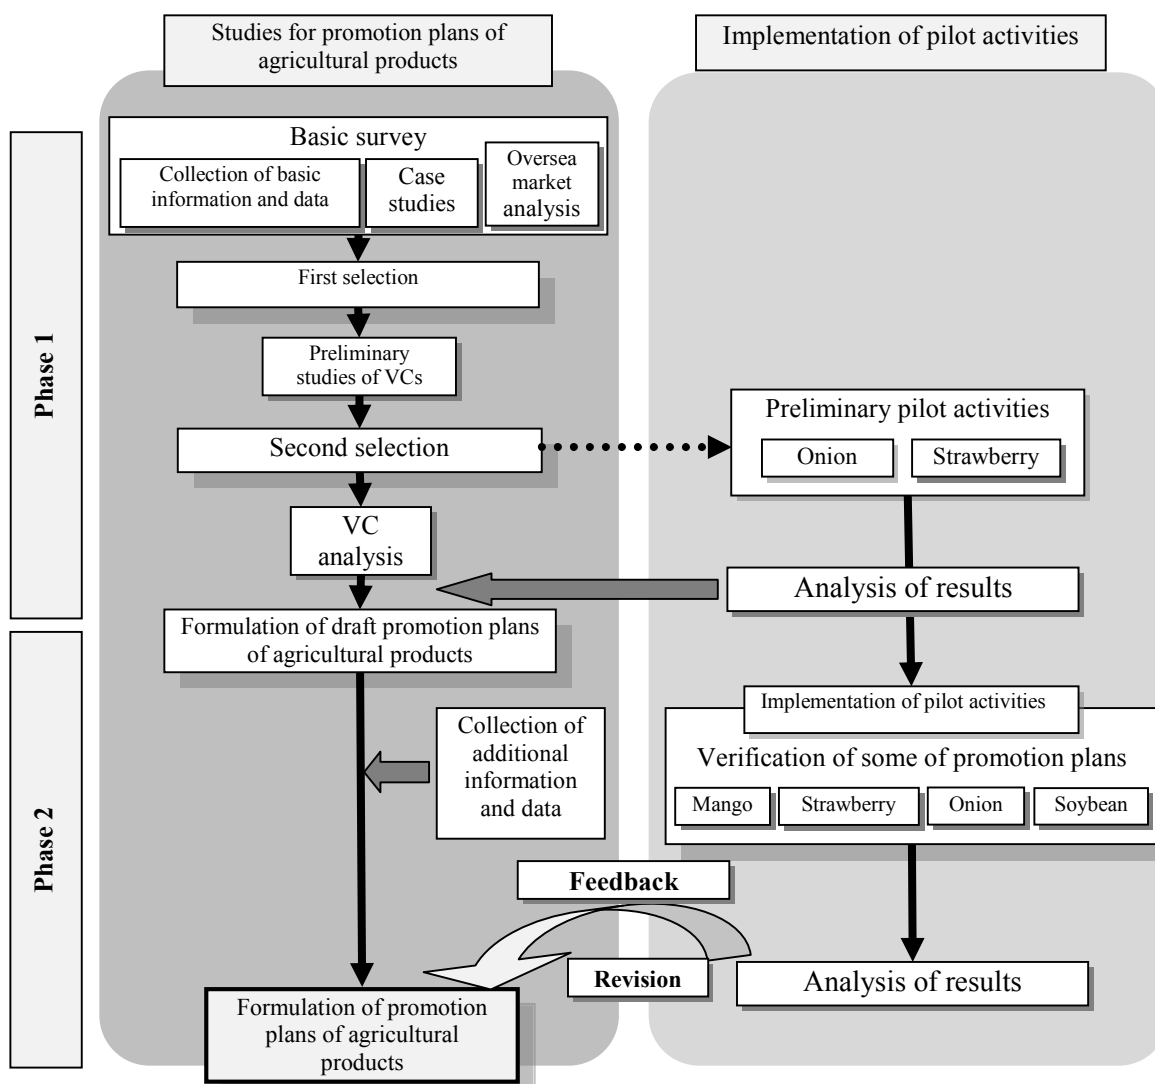 Studies for promotion plans of
agricultural products
Implementation of pilot activities
Phase 1
Basic survey
Collection of basic
information and data
Case
studies
Oversea
market
analysis
First selection
Preliminary
studies of VCs
Second selection
Preliminary pilot activities
Onion
Strawberry
VC
analysis
Analysis of results
Formulation of draft promotion plans
of agricultural products
Phase 2
Implementation of pilot activities
Verification of some of promotion plans
Mango
Strawberry
Onion
Soybean
Collection of
additional
information
and data
Feedback
Revision
Analysis of results
Formulation of promotion
plans of agricultural
products